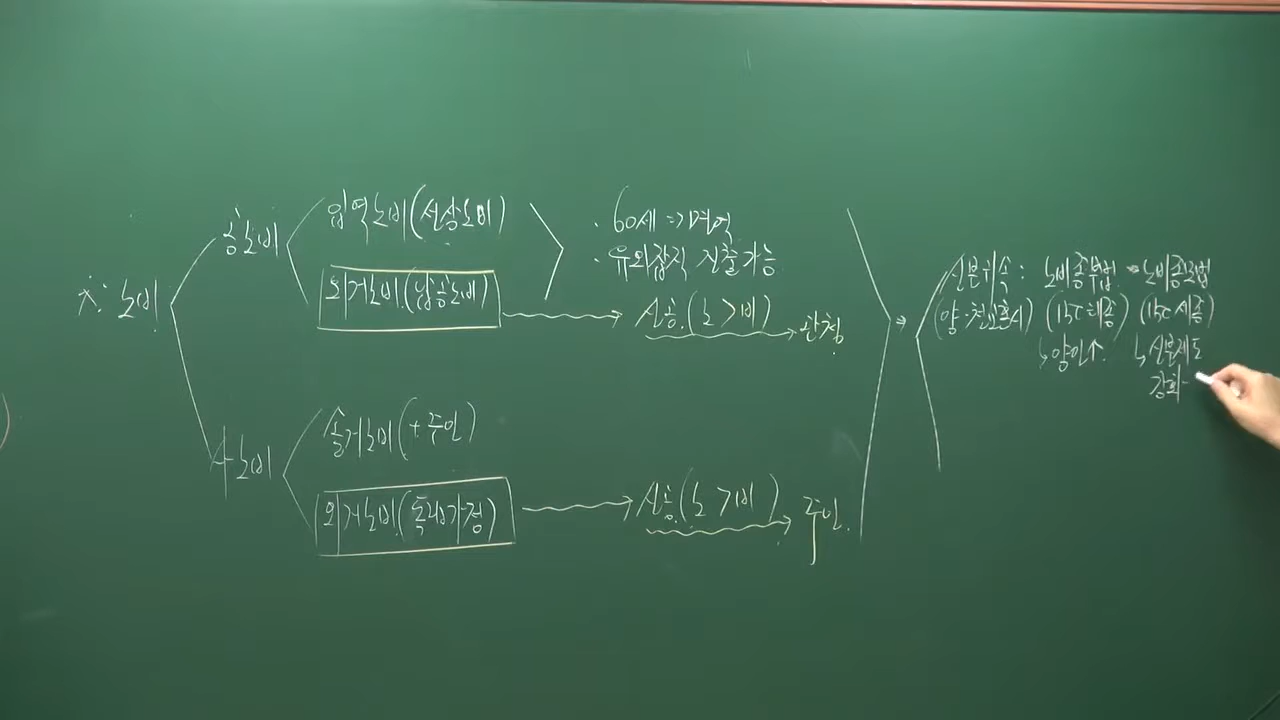 ※ 노비
공노비
입역노비(선상노비)
외거노비(납공노비)
· 60세 ⇒ 면역
· 유외잡직 진출 가능
신공(노 > 비) → 관청
사노비
솔거노비(+ 주인)
외거노비(독립가정)
신공(노 > 비) → 주인
⇒
신분귀속 : 노비종부법 → 노비종모법
(양·천교혼시) (15C 태종) (15C 세종)
↳ 양인↑ ↳ 신분제도
강화